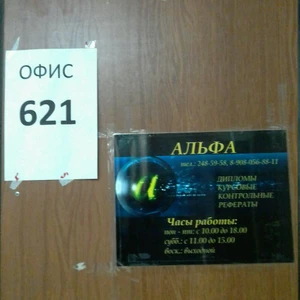 ОФИС
621
АЛЬФА
тел.: 248-59-58, 8-908-056-88-11
ДИПЛОМЫ
КУРСОВЫЕ
КОНТРОЛЬНЫЕ
РЕФЕРАТЫ
Часы работы:
пон - пт: с 10.00 до 18.00
субб.: с 11.00 до 15.00
воск.: выходной